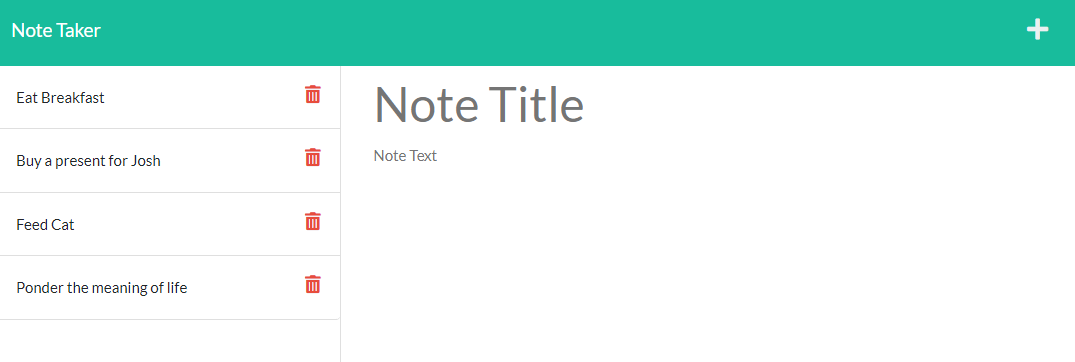 Note Taker
Eat Breakfast
Buy a present for Josh
Feed Cat
Ponder the meaning of life
Note Title
Note Text